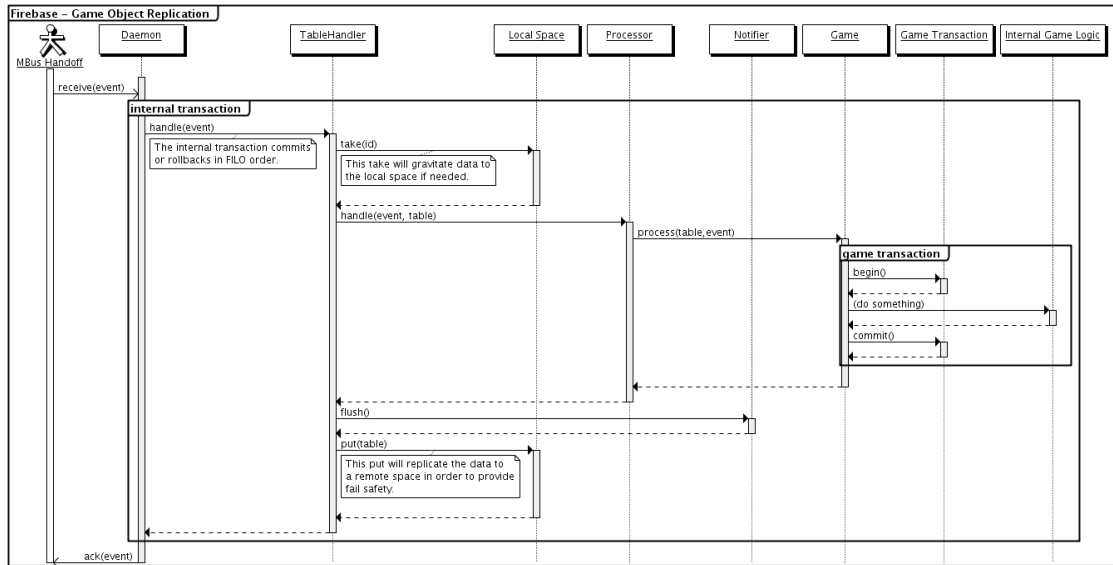 Firebase – Game Object Replication
Daemon
TableHandler
Local Space
Processor
Notifier
Game
Game Transaction
Internal Game Logic
MBus Handoff
receive(event)
internal transaction
handle(event)
The internal transaction commits
or rollbacks in FILO order.
take(id)
This take will gravitate data to
the local space if needed.
handle(event, table)
process(table,event)
game transaction
begin()
(do something)
commit()
flush()
put(table)
This put will replicate the data to
a remote space in order to provide
fail safety.
ack(event)